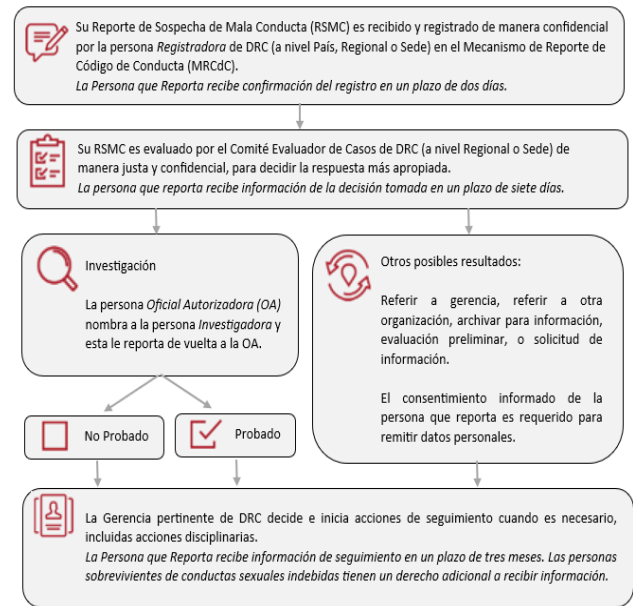 Su Reporte de Sospecha de Mala Conducta (RSMC) es recibido y registrado de manera confidencial
por la persona Registradora de DRC (a nivel País, Regional o Sede) en el Mecanismo de Reporte de
Código de Conducta (MRCdC).
La Persona que Reporta recibe confirmación del registro en un plazo de dos días.
Su RSMC es evaluado por el Comité Evaluador de Casos de DRC (a nivel Regional o Sede) de
manera justa y confidencial, para decidir la respuesta más apropiada.
La persona que reporta recibe información de la decisión tomada en un plazo de siete días.
Investigación
La persona Oficial Autorizadora (OA)
nombra a la persona Investigadora y
esta le reporta de vuelta a la OA.
Otros posibles resultados:
Referir a gerencia, referir a otra
organización, archivar para información,
evaluación preliminar, o solicitud de
información.
El consentimiento informado de la
persona que reporta es requerido para
remitir datos personales.
No Probado
Probado
La Gerencia pertinente de DRC decide e inicia acciones de seguimiento cuando es necesario,
incluidas acciones disciplinarias.
La Persona que Reporta recibe información de seguimiento en un plazo de tres meses. Las personas
sobrevivientes de conductas sexuales indebidas tienen un derecho adicional a recibir información.